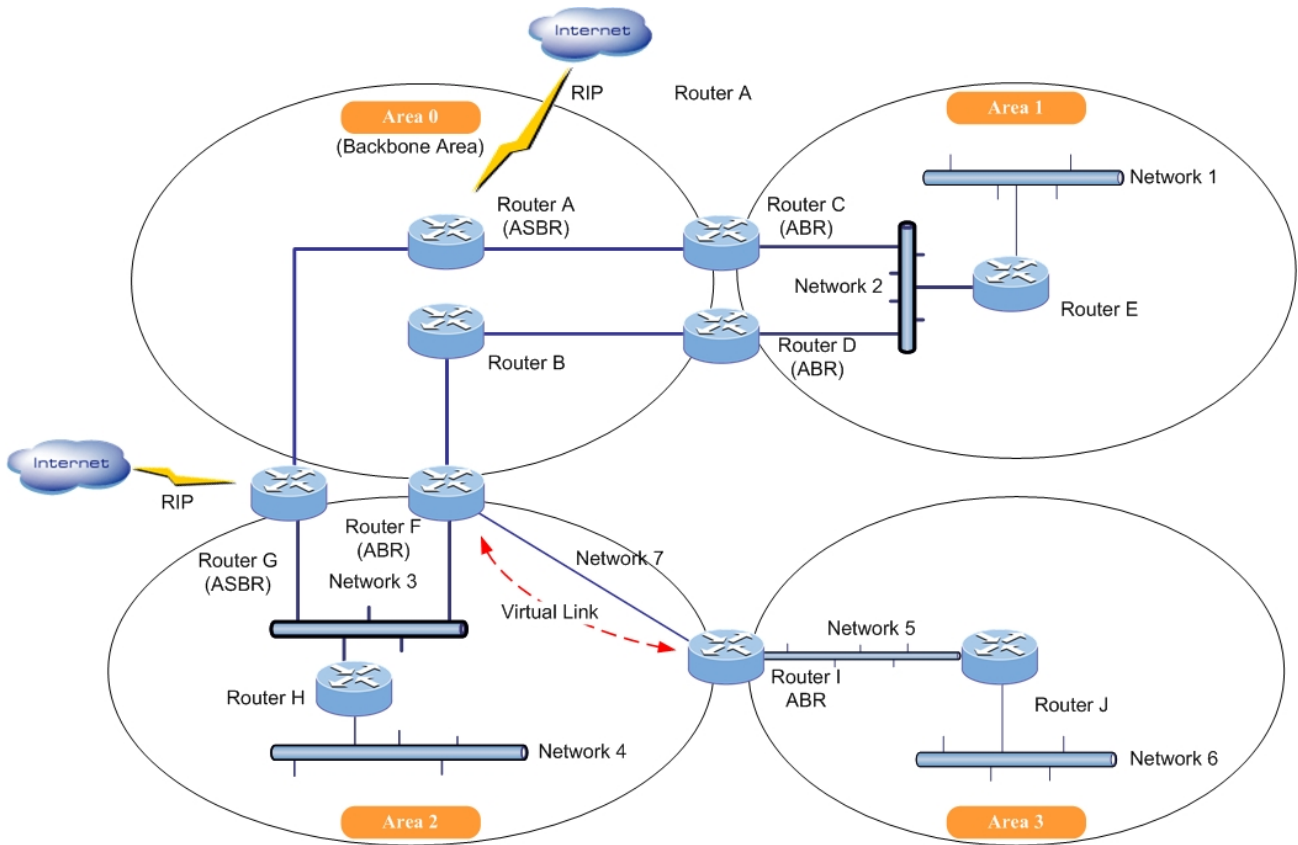 Internet
RIP
Router A
Area 0
(Backbone Area)
Area 1
Network 1
Router A
(ASBR)
Router C
(ABR)
Network 2
Router E
Router B
Router D
(ABR)
Internet
RIP
Router G
(ASBR)
Router F
(ABR)
Network 3
Network 7
Virtual Link
Network 5
Router I
ABR
Router J
Router H
Network 4
Network 6
Area 2
Area 3